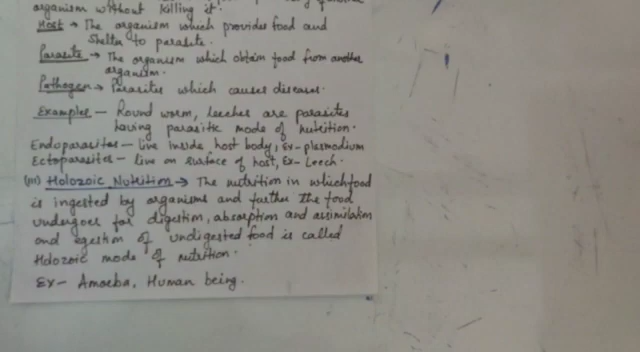 organism without killing it.
Host → The organism which provides food and
Shelter to parasite.
Parasite → The organism which obtain food from another
organism.
Pathogen → Parasites which causes diseases.
Examples - Round worm, leeches are parasites
having parasitic mode of nutrition.
Endoparasites - live inside host body, Ex - plasmodium
Ectoparasites - live on surface of host, Ex - Leech.
(III) Holozoic Nutrition → The nutrition in which food
is ingested by organisms and further the food
undergoes for digestion, absorption and assimilation
and egestion of undigested food is called
Holozoic mode of nutrition.
Ex - Amoeba, Human being.